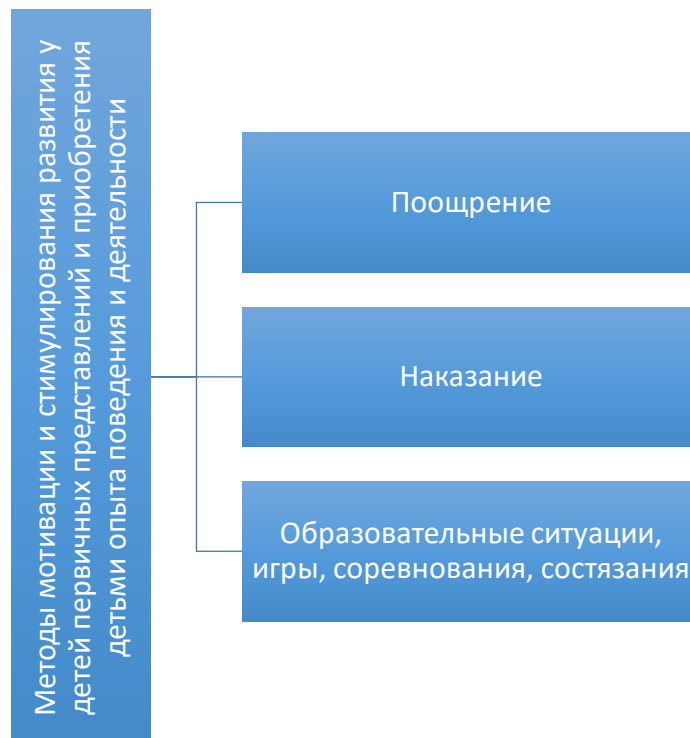 Методы мотивации и стимулирования развития у
детей первичных представлений и приобретения
детьми опыта поведения и деятельности
Поощрение
Наказание
Образовательные ситуации,
игры, соревнования, состязания